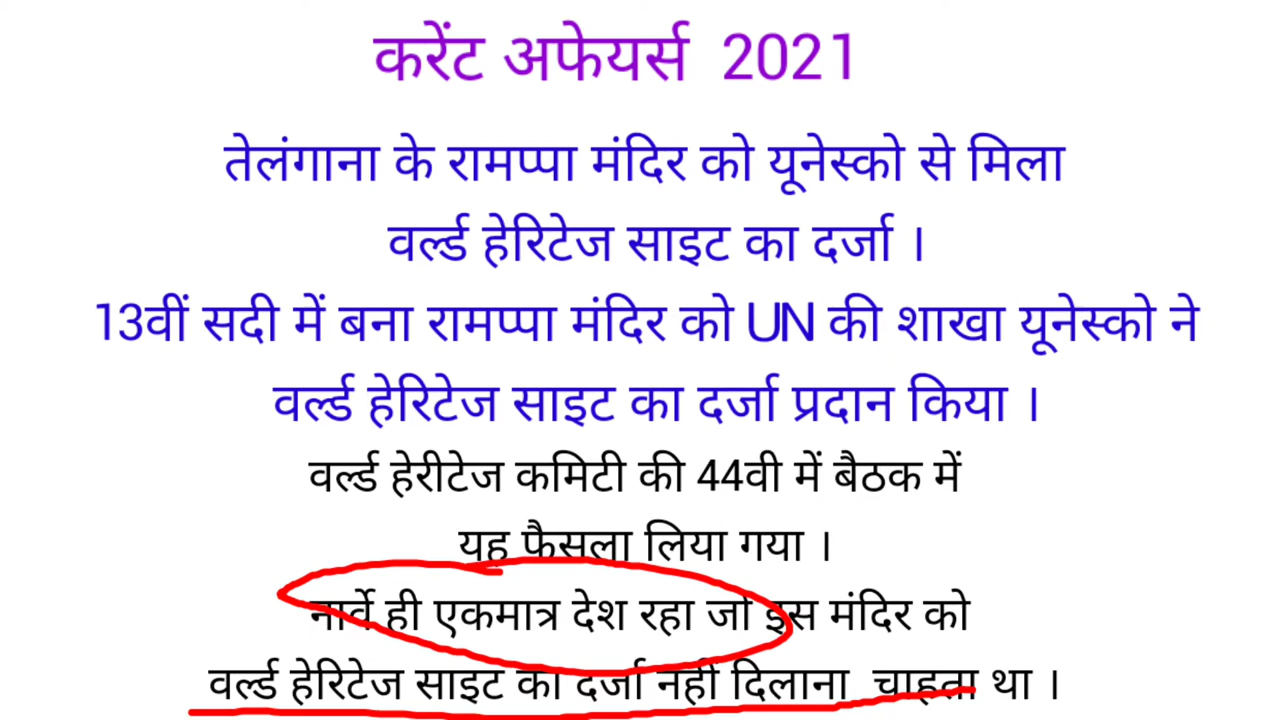 करेंट अफेयर्स 2021
तेलंगाना के रामप्पा मंदिर को यूनेस्को से मिला
वर्ल्ड हेरिटेज साइट का दर्जा ।
13वीं सदी में बना रामप्पा मंदिर को UN की शाखा यूनेस्को ने
वर्ल्ड हेरिटेज साइट का दर्जा प्रदान किया ।
वर्ल्ड हेरीटेज कमिटी की 44वी में बैठक में
यह फैसला लिया गया ।
नार्वे ही एकमात्र देश रहा जो इस मंदिर को
वर्ल्ड हेरिटेज साइट का दर्जा नहीं दिलाना चाहता था ।